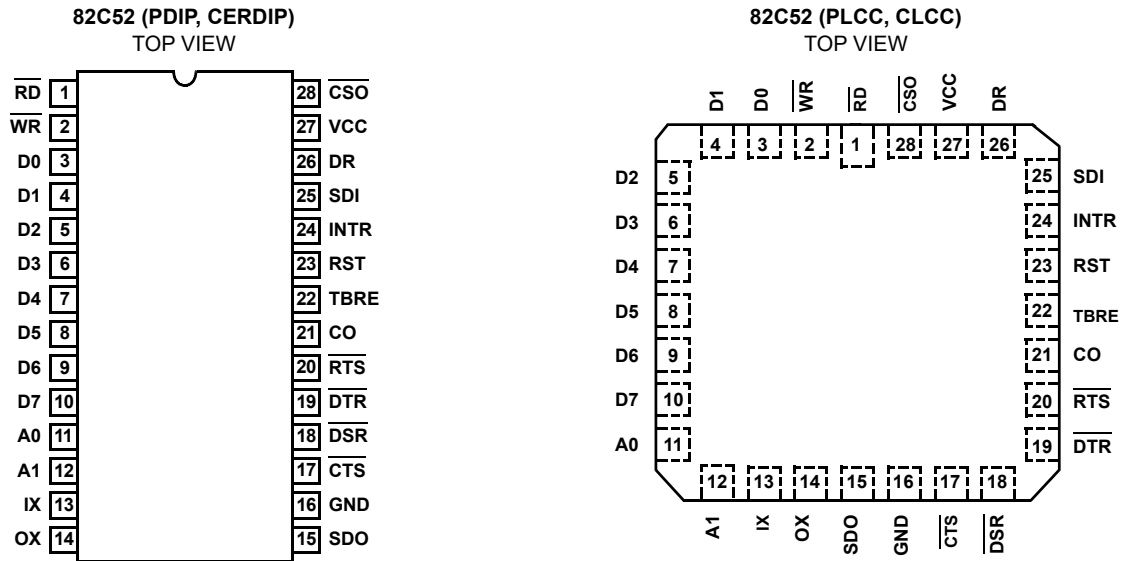 82C52 (PDIP, CERDIP)
TOP VIEW
RD 1 28 CSO
WR 2 27 VCC
D0 3 26 DR
D1 4 25 SDI
D2 5 24 INTR
D3 6 23 RST
D4 7 22 TBRE
D5 8 21 CO
D6 9 20 RTS
D7 10 19 DTR
A0 11 18 DSR
A1 12 17 CTS
IX 13 16 GND
OX 14 15 SDO
82C52 (PLCC, CLCC)
TOP VIEW
D1 D0 WR RD CSO VCC DR
4 3 2 1 28 27 26
D2 5 25 SDI
D3 6 24 INTR
D4 7 23 RST
D5 8 22 TBRE
D6 9 21 CO
D7 10 20 RTS
A0 11 19 DTR
12 13 14 15 16 17 18
A1 IX OX SDO GND CTS DSR